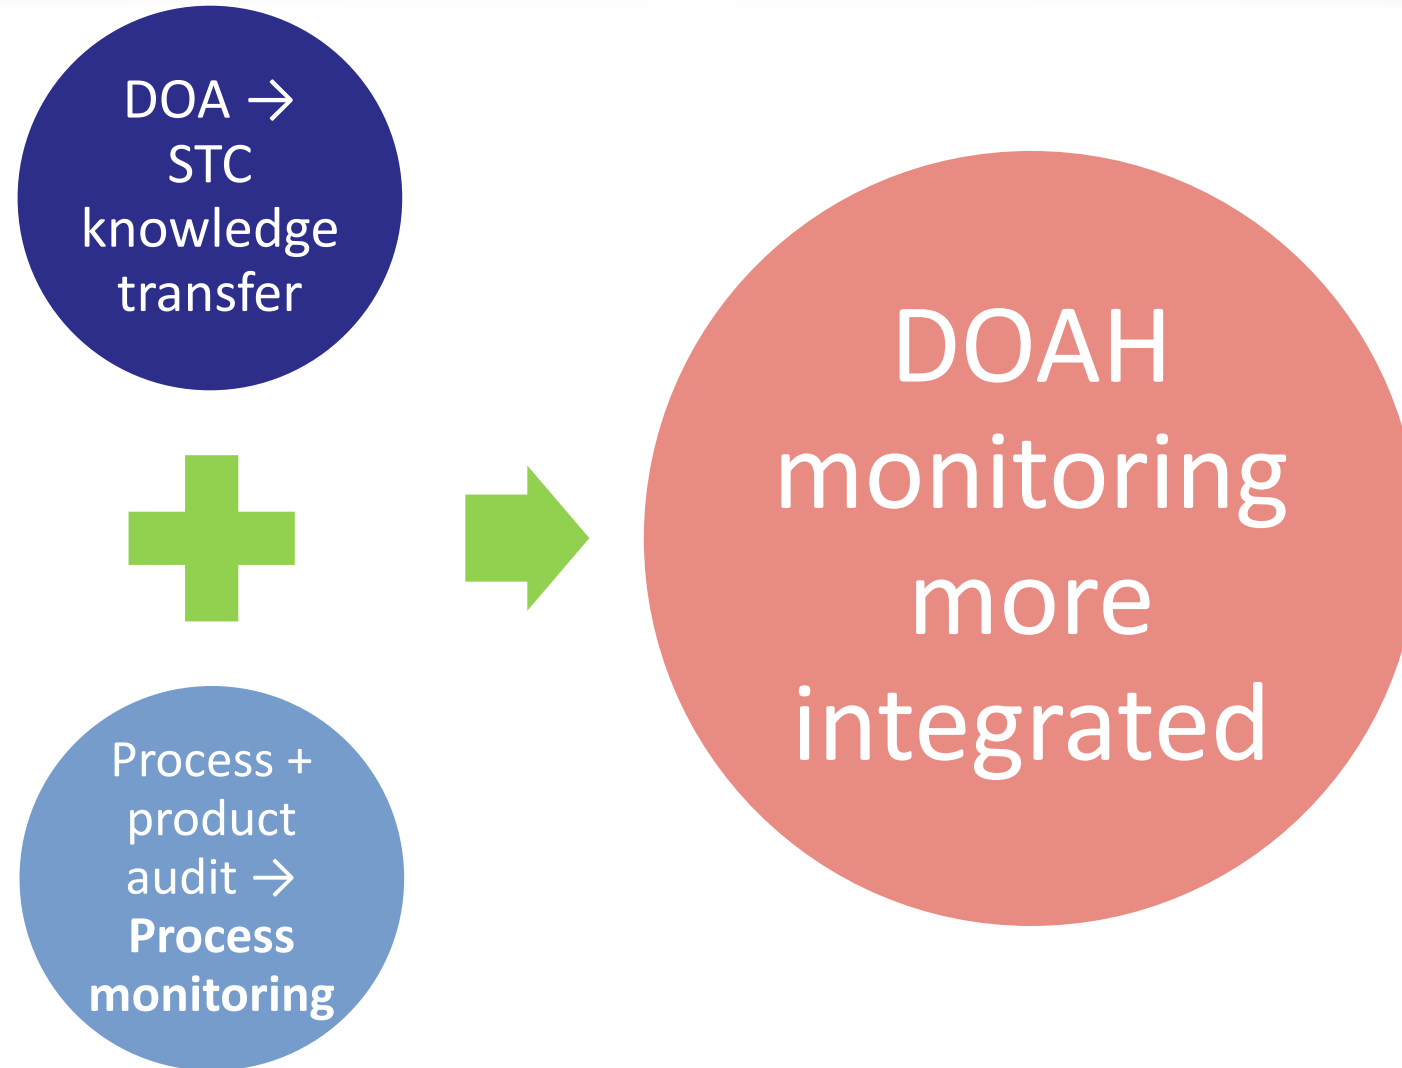 DOA →
STC
knowledge
transfer
Process +
product
audit →
Process
monitoring
DOAH
monitoring
more
integrated